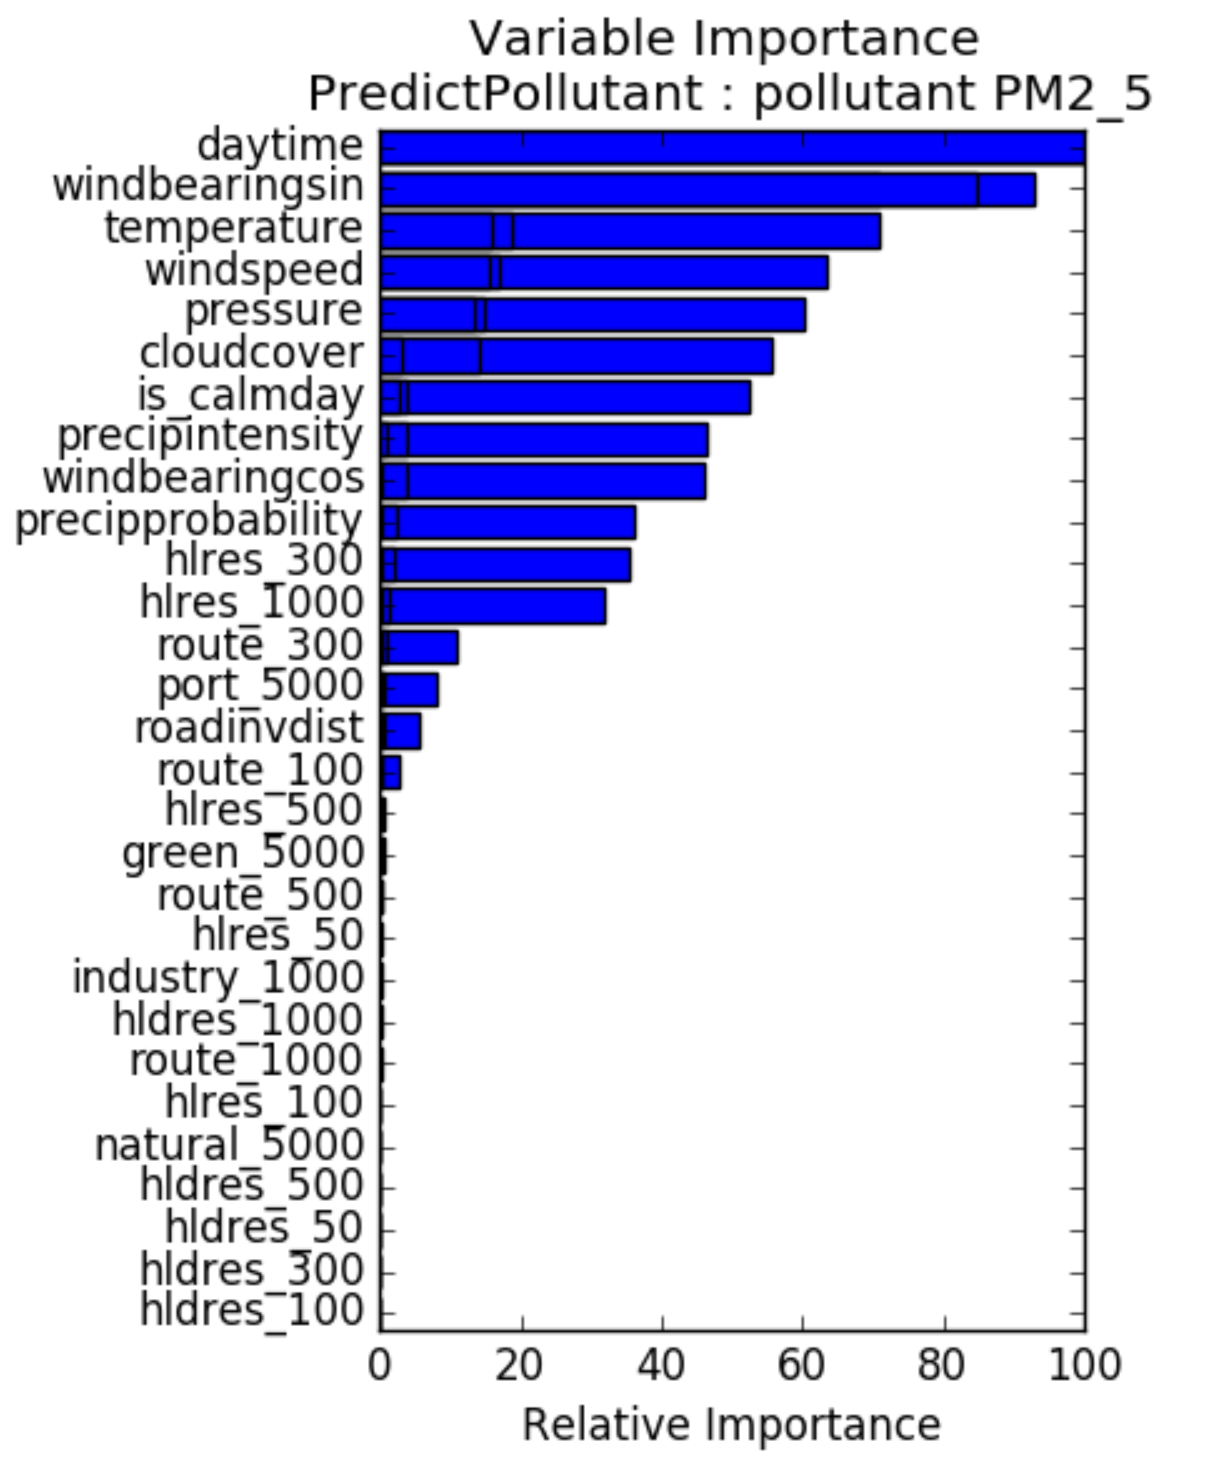 Variable Importance
PredictPollutant : pollutant PM2_5
daytime
windbearingsin
temperature
windspeed
pressure
cloudcover
is_calmday
precipintensity
windbearingcos
precipprobability
hlres_300
hlres_1000
route_300
port_5000
roadinvdist
route_100
hlres_500
green_5000
route_500
hlres_50
industry_1000
hldres_1000
route_1000
hlres_100
natural_5000
hldres_500
hldres_50
hldres_300
hldres_100
0 20 40 60 80 100
Relative Importance